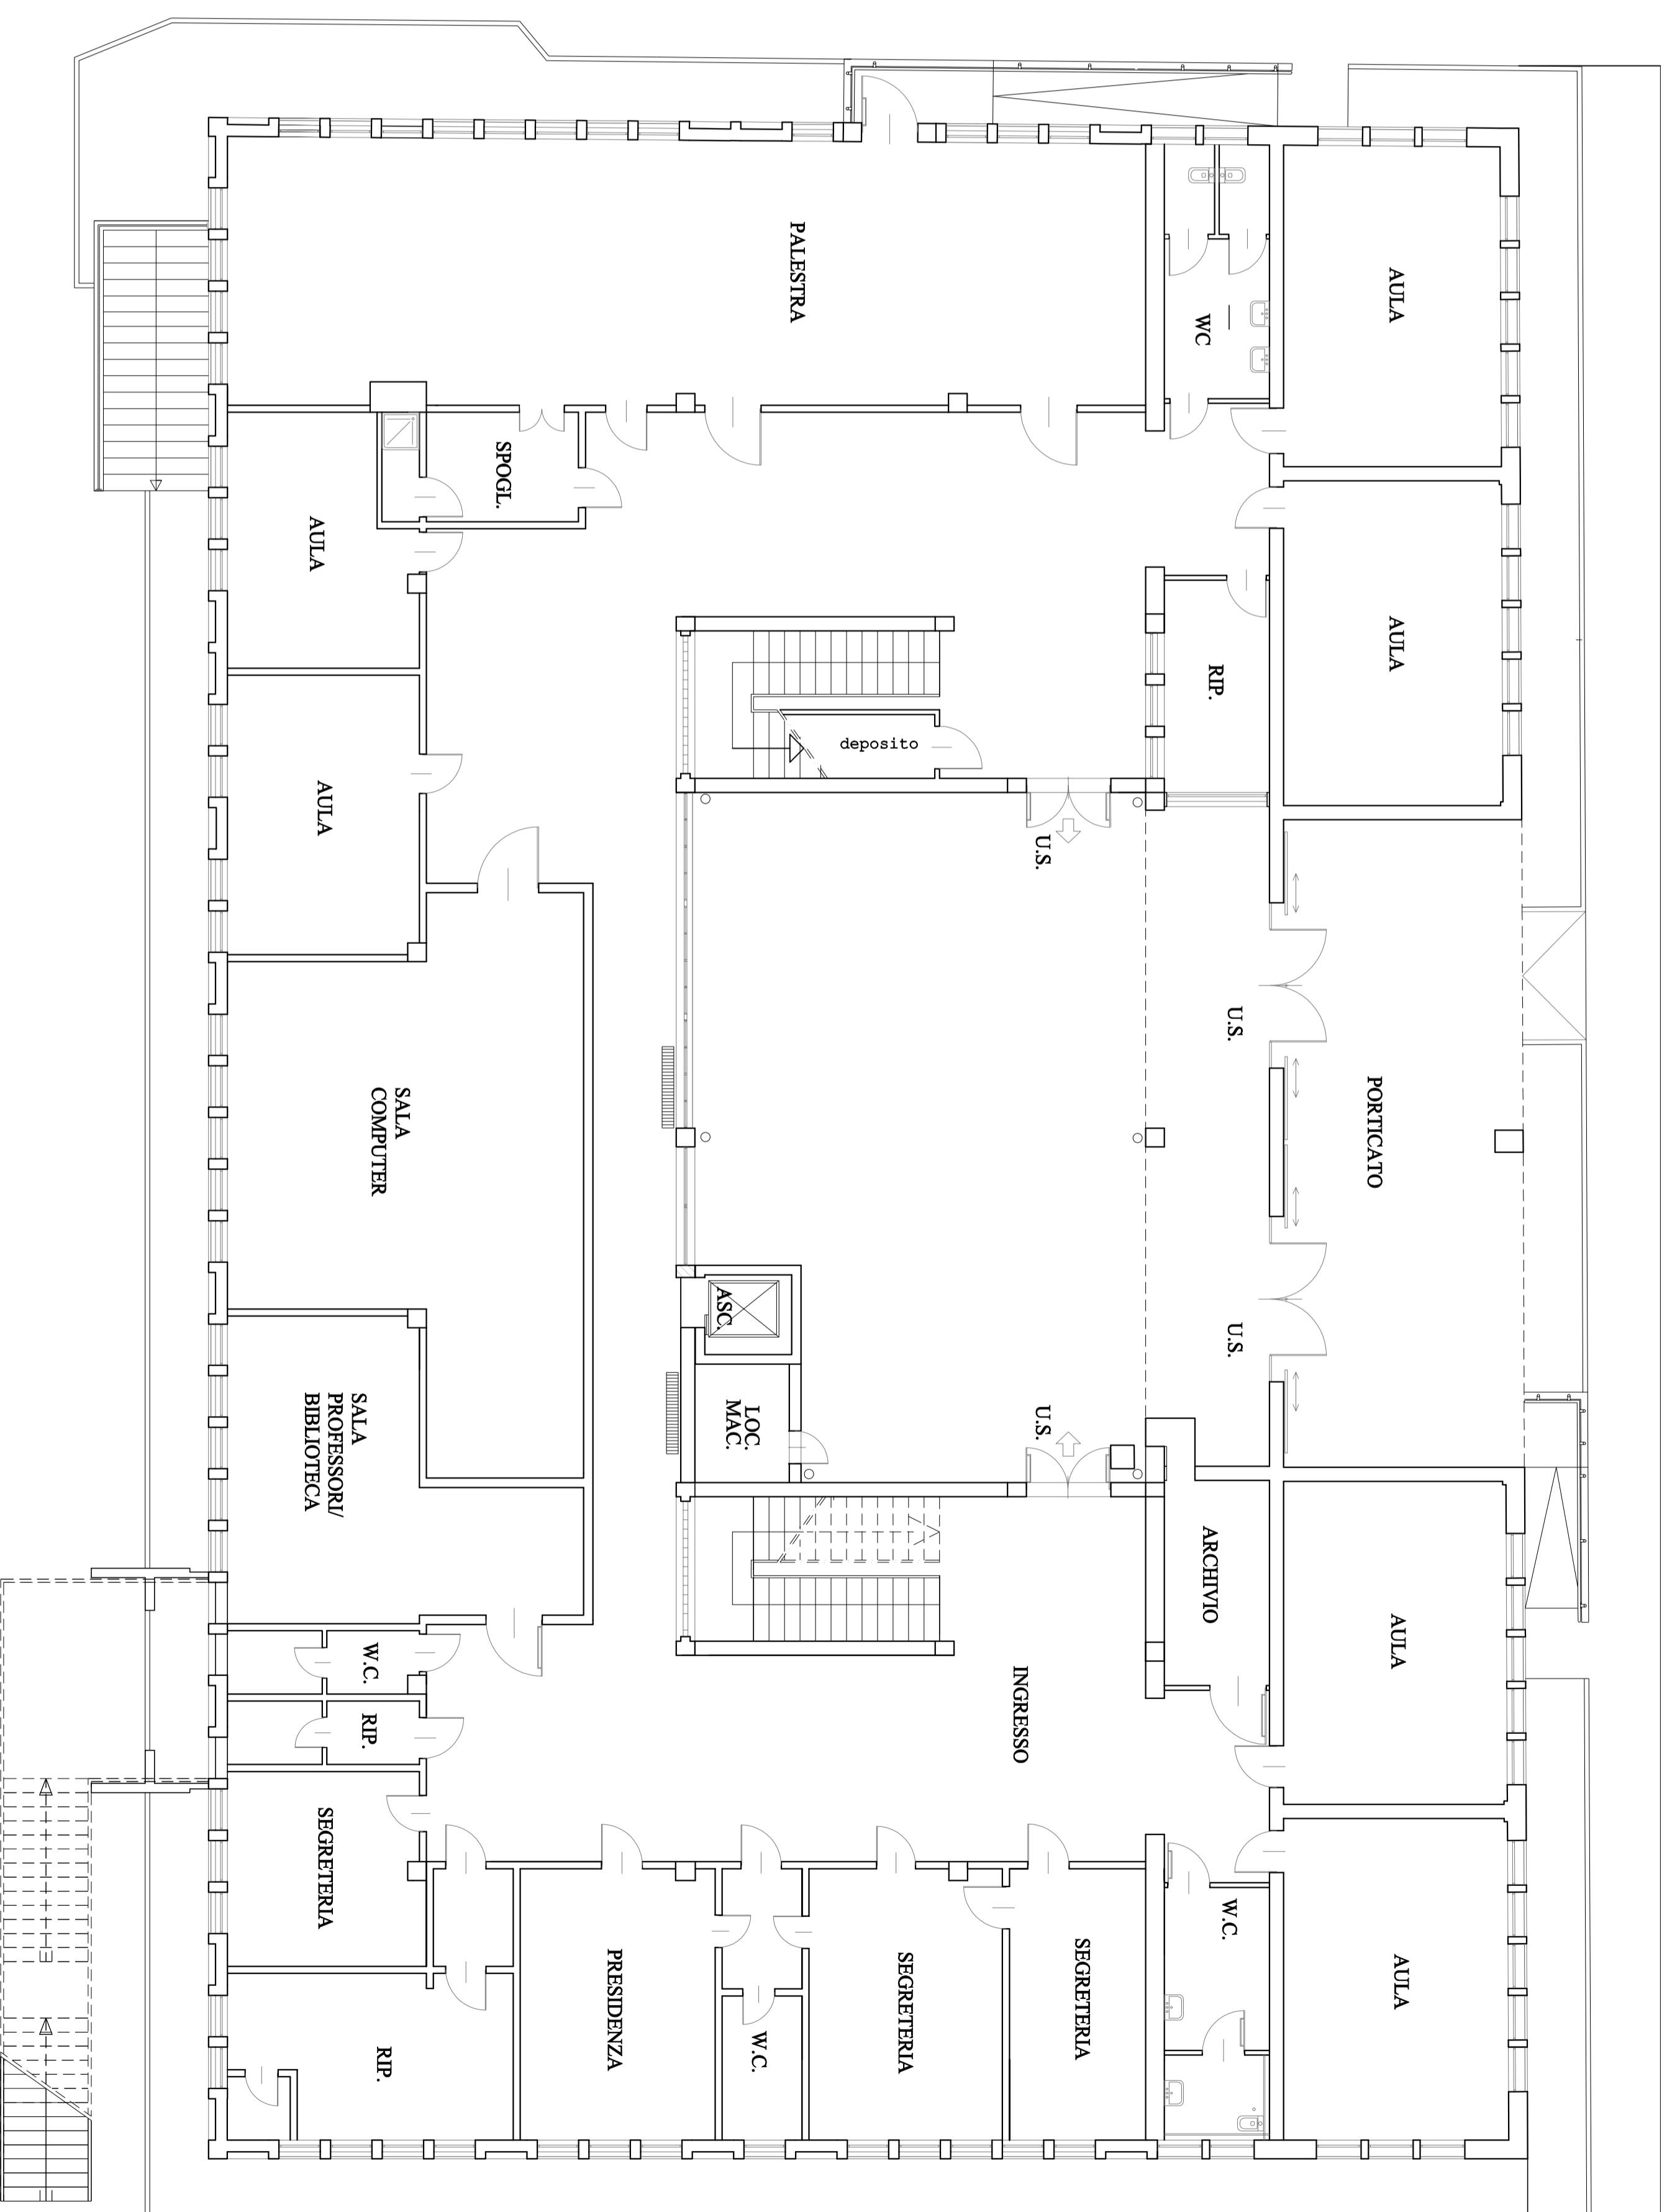 AULA
AULA
PORTICATO
AULA
AULA
WC
RIP.
U.S.
U.S.
ARCHIVIO
W.C.
PALESTRA
deposito
U.S.
U.S.
INGRESSO
SEGRETERIA
SEGRETERIA
W.C.
ASC.
LOC.
MAC.
PRESIDENZA
SPOGL.
AULA
AULA
SALA
COMPUTER
SALA
PROFESSORI/
BIBLIOTECA
W.C.
RIP.
SEGRETERIA
RIP.